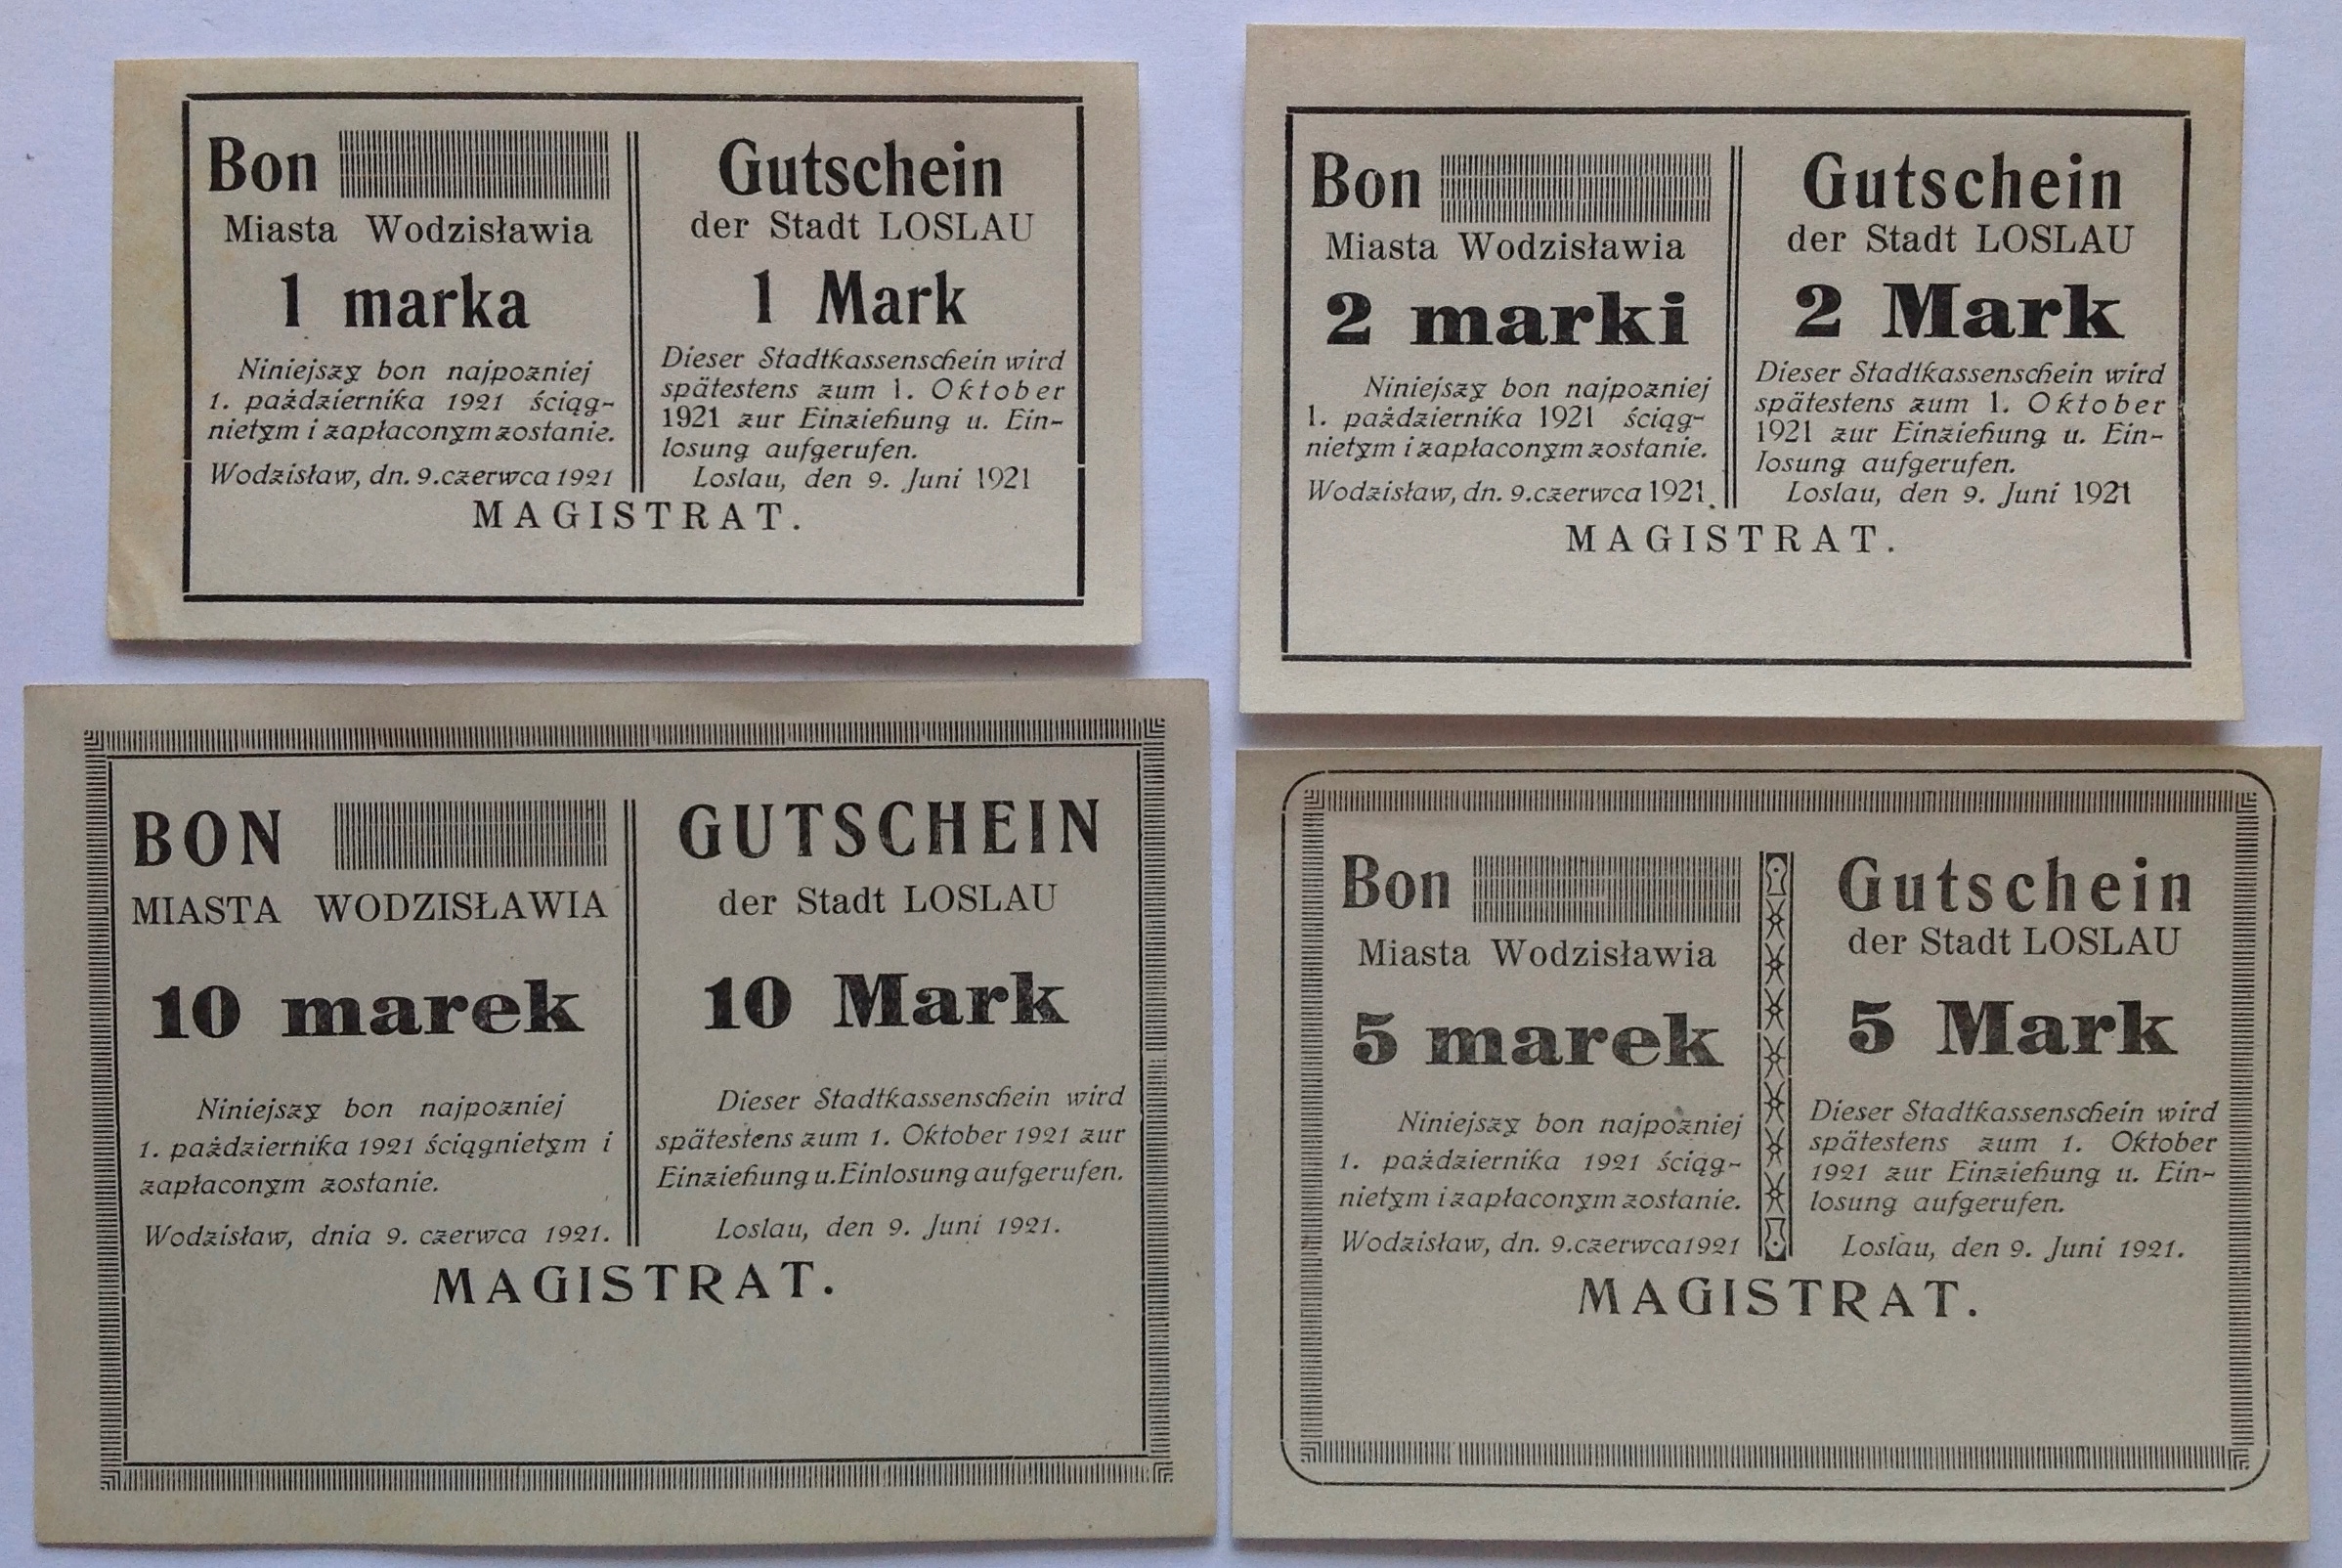 Bon
Miasta Wodzisławia
1 marka
Niniejszy bon najpozniej
1. pażdziernika 1921 ściąg-
nietym i zapłaconym zostanie.
Wodzisław, dn. 9. czerwca 1921
Gutschein
der Stadt LOSLAU
1 Mark
Dieser Stadtkassenschein wird
spätestens zum 1. Oktober
1921 zur Einziehung u. Ein-
losung aufgerufen.
Loslau, den 9. Juni 1921
MAGISTRAT.
Bon
Miasta Wodzisławia
2 marki
Niniejszy bon najpozniej
1. pażdziernika 1921 ściąg-
nietym i zapłaconym zostanie.
Wodzisław, dn. 9. czerwca 1921.
Gutschein
der Stadt LOSLAU
2 Mark
Dieser Stadtkassenschein wird
spätestens zum 1. Oktober
1921 zur Einziehung u. Ein-
losung aufgerufen.
Loslau, den 9. Juni 1921
MAGISTRAT.
BON
MIASTA WODZISŁAWIA
10 marek
Niniejszy bon najpozniej
1. pażdziernika 1921 ściągnietym i
zapłaconym zostanie.
Wodzisław, dnia 9. czerwca 1921.
GUTSCHEIN
der Stadt LOSLAU
10 Mark
Dieser Stadtkassenschein wird
spätestens zum 1. Oktober 1921 zur
Einziehung u. Einlosung aufgerufen.
Loslau, den 9. Juni 1921.
MAGISTRAT.
Bon
Miasta Wodzisławia
5 marek
Niniejszy bon najpozniej
1. pażdziernika 1921 ściąg-
nietym i zapłaconym zostanie.
Wodzisław, dn. 9. czerwca 1921
Gutschein
der Stadt LOSLAU
5 Mark
Dieser Stadtkassenschein wird
spätestens zum 1. Oktober
1921 zur Einziehung u. Ein-
losung aufgerufen.
Loslau, den 9. Juni 1921.
MAGISTRAT.